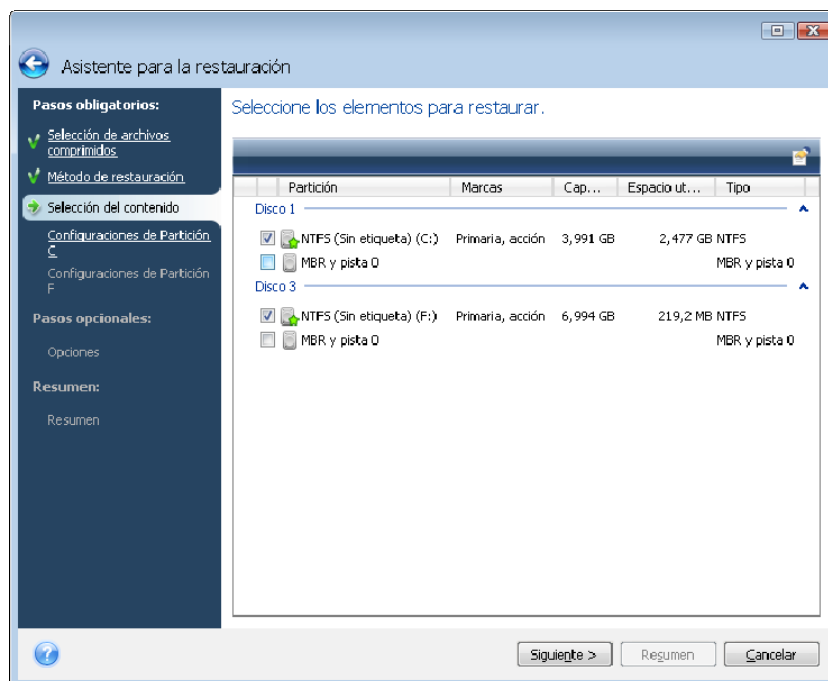 Asistente para la restauración
Pasos obligatorios:
Selección de archivos
comprimidos
Método de restauración
Selección del contenido
Configuraciones de Partición
C
Configuraciones de Partición
F
Pasos opcionales:
Opciones
Resumen:
Resumen
Seleccione los elementos para restaurar.
Partición Marcas Cap... Espacio ut... Tipo
Disco 1
NTFS (Sin etiqueta) (C:) Primaria, acción 3,991 GB 2,477 GB NTFS
MBR y pista 0 MBR y pista 0
Disco 3
NTFS (Sin etiqueta) (F:) Primaria, acción 6,994 GB 219,2 MB NTFS
MBR y pista 0 MBR y pista 0
Siguiente > Resumen Cancelar